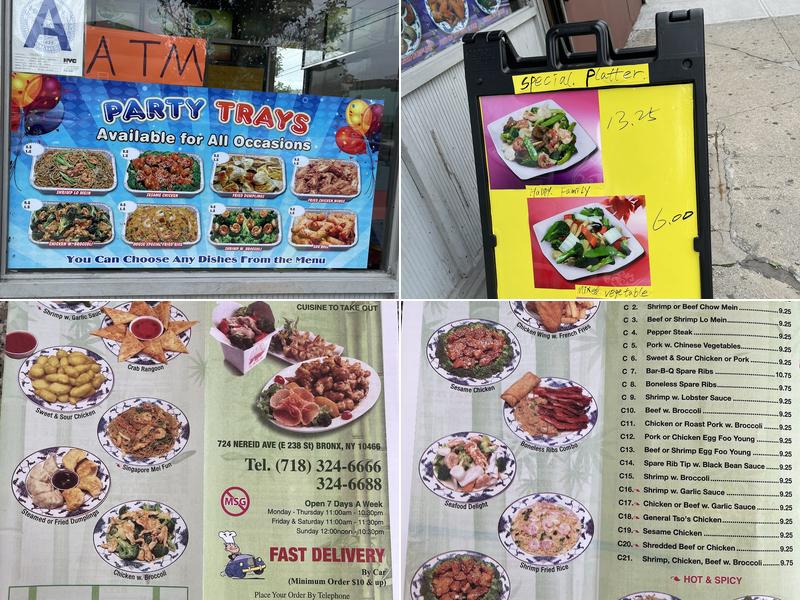 A
NYC
ATM
PARTY TRAYS
Available for All Occasions
SHRIMP LO MEIN
SESAME CHICKEN
FRIED DUMPLINGS
FRIED CHICKEN WINGS
CHICKEN W. BROCCOLI
HOUSE SPECIAL FRIED RICE
SHRIMP W. BROCCOLI
You Can Choose Any Dishes From the Menu
Special. Platter.
13.25
Happy Family
6.00
Mixed vegetable
Shrimp w. Garlic Sauce
Crab Rangoon
Sweet & Sour Chicken
Singapore Mei Fun
Steamed or Fried Dumplings
Chicken w. Broccoli
CUISINE TO TAKE OUT
724 NEREID AVE (E 238 St) BRONX, NY 10466
Tel. (718) 324-6666
324-6688
MSG
Open 7 Days A Week
Monday - Thursday 11:00am - 10:30pm
Friday & Saturday 11:00am - 11:30pm
Sunday 12:00noon - 10:30pm
FAST DELIVERY
By Car
(Minimum Order $10 & up)
Place Your Order By Telephone
Chicken Wing w. French Fries
Sesame Chicken
Boneless Ribs Combo
Seafood Delight
Shrimp Fried Rice
C 2. Shrimp or Beef Chow Mein 9.25
C 3. Beef or Shrimp Lo Mein 9.25
C 4. Pepper Steak 9.25
C 5. Pork w. Chinese Vegetables 9.25
C 6. Sweet & Sour Chicken or Pork 9.25
C 7. Bar-B-Q Spare Ribs 10.75
C 8. Boneless Spare Ribs 9.75
C 9. Shrimp w. Lobster Sauce 9.25
C10. Beef w. Broccoli 9.25
C11. Chicken or Roast Pork w. Broccoli 9.25
C12. Pork or Chicken Egg Foo Young 9.25
C13. Beef or Shrimp Egg Foo Young 9.25
C14. Spare Rib Tip w. Black Bean Sauce 9.25
C15. Shrimp w. Broccoli 9.25
C16. Shrimp w. Garlic Sauce 9.25
C17. Chicken or Beef w. Garlic Sauce 9.25
C18. General Tso's Chicken 9.25
C19. Sesame Chicken 9.25
C20. Shredded Beef or Chicken 9.25
C21. Shrimp, Chicken, Beef w. Broccoli 9.75
HOT & SPICY